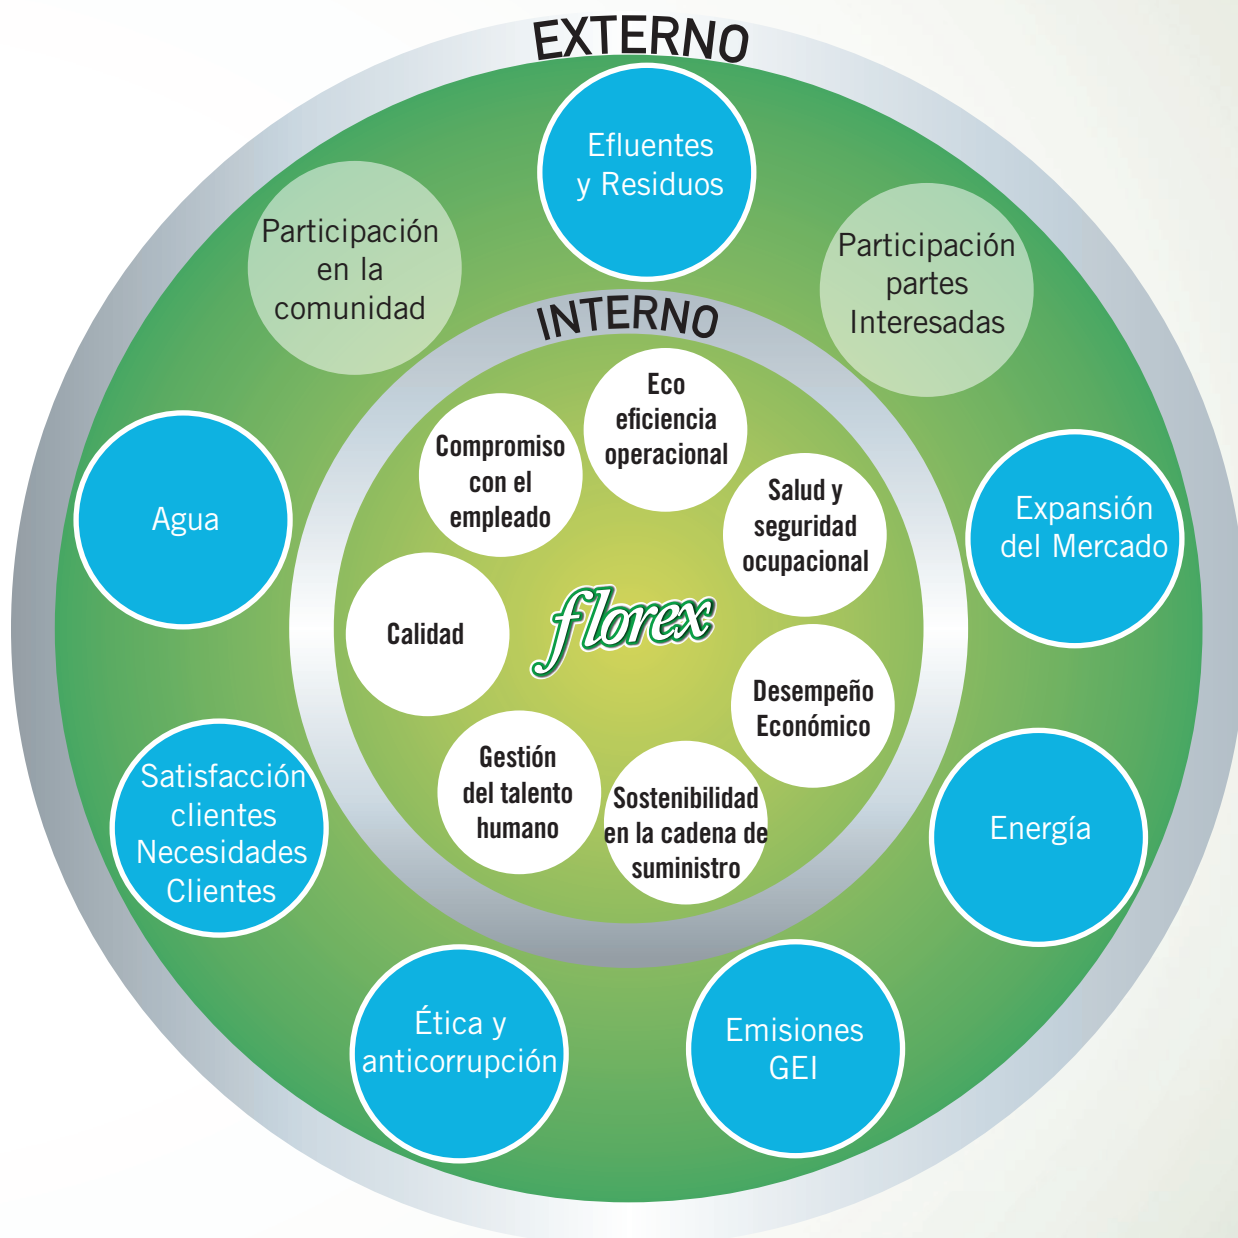 EXTERNO
Efluentes
y Residuos
Participación
en la
comunidad
Participación
partes
Interesadas
INTERNO
Eco
eficiencia
operacional
Compromiso
con el
empleado
Salud y
seguridad
ocupacional
Agua
Expansión
del Mercado
Calidad
florex
Desempeño
Económico
Gestión
del talento
humano
Sostenibilidad
en la cadena de
suministro
Satisfacción
clientes
Necesidades
Clientes
Energía
Ética y
anticorrupción
Emisiones
GEI